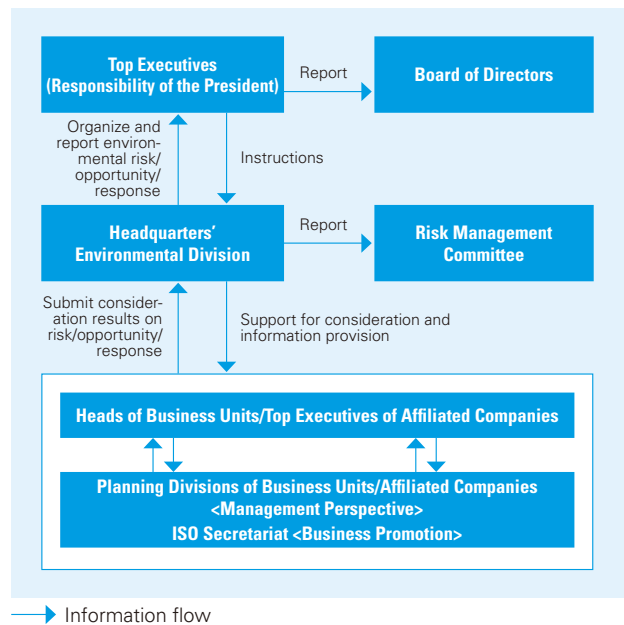 Top Executives
(Responsibility of the President)
Report
Board of Directors
Organize and
report environ-
mental risk/
opportunity/
response
Instructions
Headquarters’
Environmental Division
Report
Risk Management
Committee
Submit consider-
ation results on
risk/opportunity/
response
Support for consideration and
information provision
Heads of Business Units/Top Executives of Affiliated Companies
Planning Divisions of Business Units/Affiliated Companies
<Management Perspective>
ISO Secretariat <Business Promotion>
Information flow